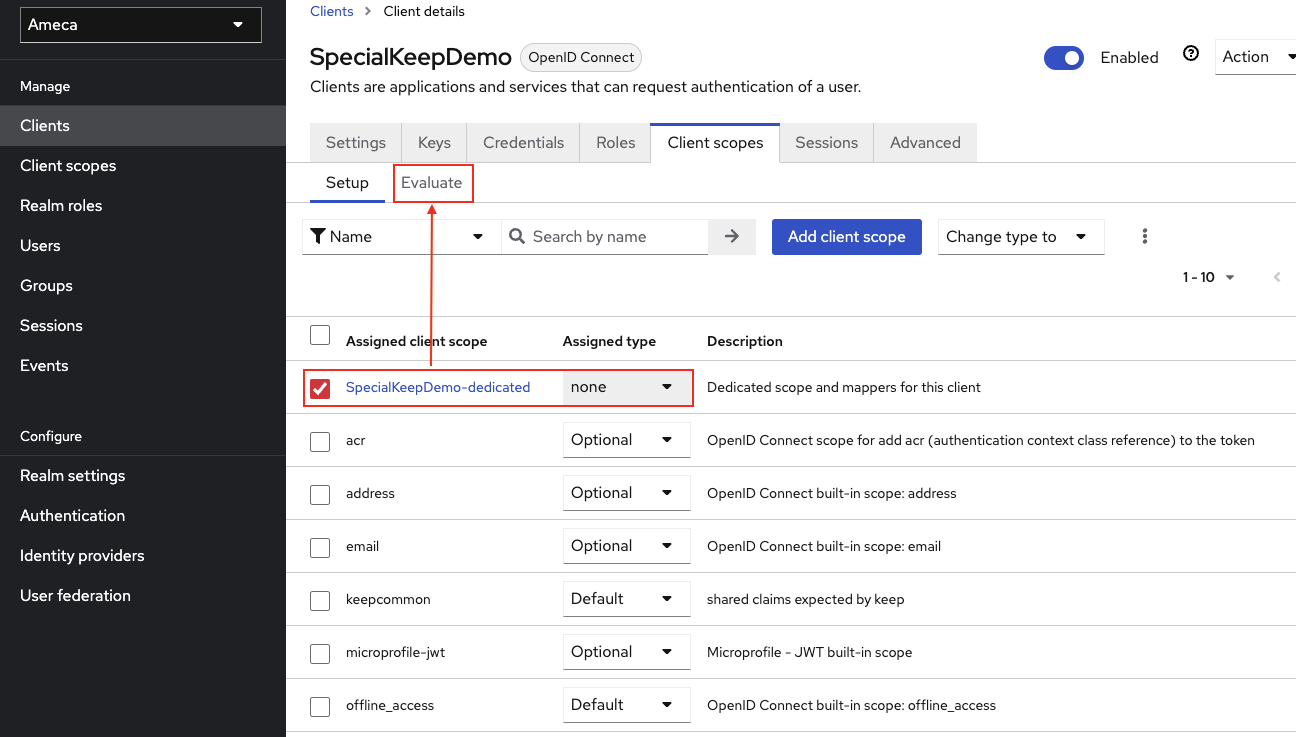 Ameca
Manage
Clients
Client scopes
Realm roles
Users
Groups
Sessions
Events
Configure
Realm settings
Authentication
Identity providers
User federation
Clients > Client details
SpecialKeepDemo OpenID Connect
Enabled
Action
Clients are applications and services that can request authentication of a user.
Settings Keys Credentials Roles Client scopes Sessions Advanced
Setup Evaluate
Name Search by name Add client scope Change type to
1 - 10
Assigned client scope Assigned type Description
SpecialKeepDemo-dedicated none Dedicated scope and mappers for this client
acr Optional OpenID Connect scope for add acr (authentication context class reference) to the token
address Optional OpenID Connect built-in scope: address
email Optional OpenID Connect built-in scope: email
keepcommon Default shared claims expected by keep
microprofile-jwt Optional Microprofile - JWT built-in scope
offline_access Default OpenID Connect built-in scope: offline_access